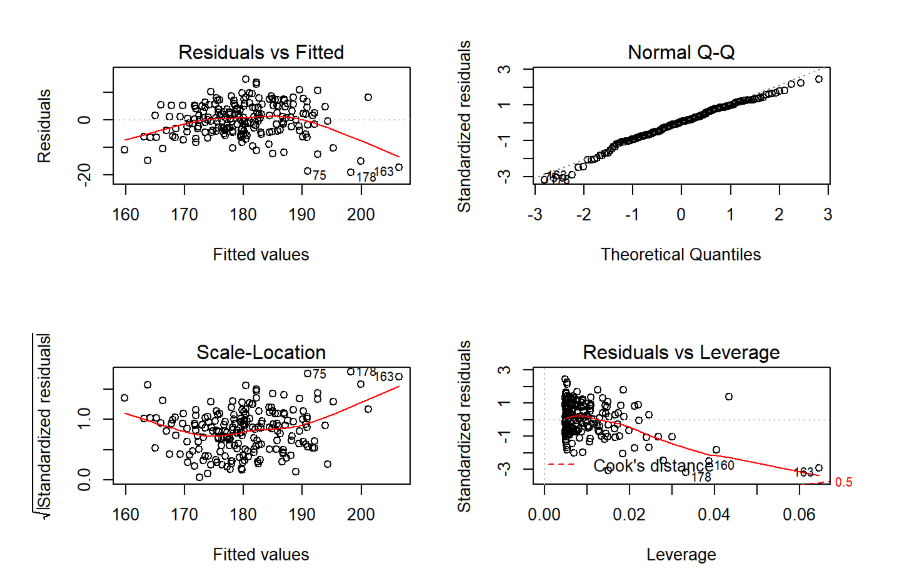 Residuals vs Fitted
Residuals
0
-20
75
178
163
160 170 180 190 200
Fitted values
Normal Q-Q
Standardized residuals
3
1
-1
-3
-3 -2 -1 0 1 2 3
Theoretical Quantiles
Scale-Location
√|Standardized residuals|
1.0
0.0
75
178
163
160 170 180 190 200
Fitted values
Residuals vs Leverage
Standardized residuals
3
1
-1
-3
Cook's distance
160
178
163
0.5
0.00 0.02 0.04 0.06
Leverage